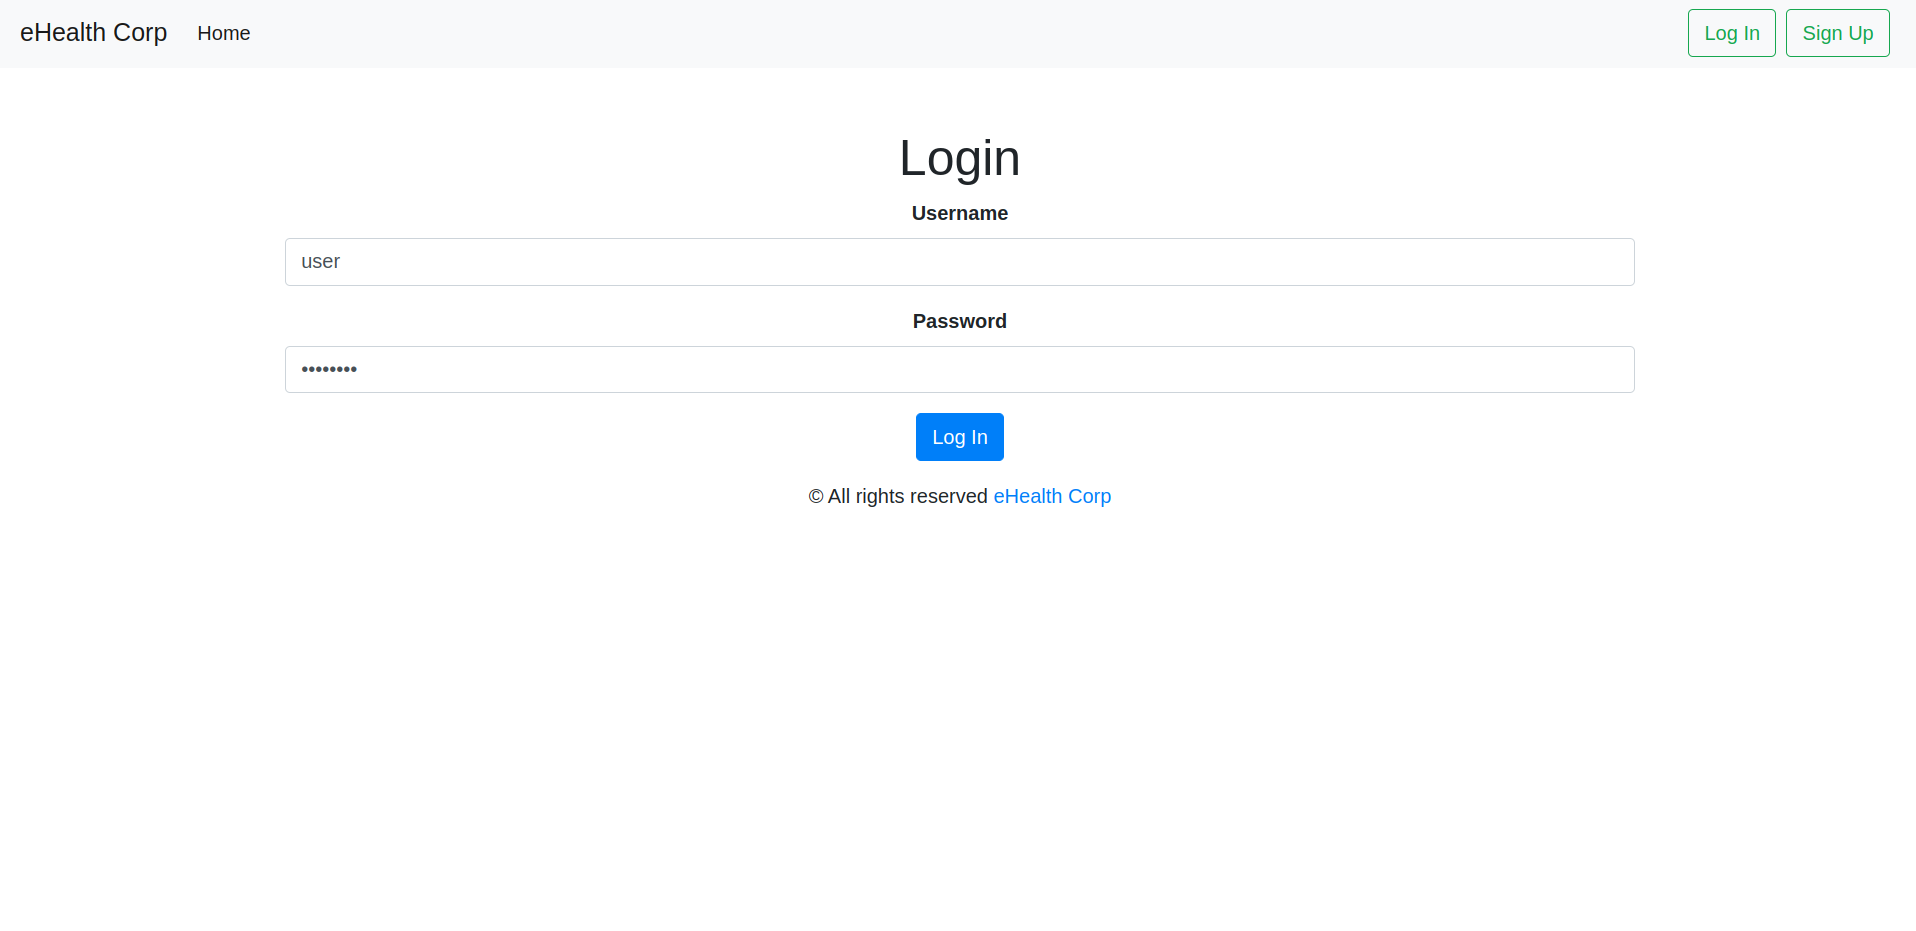 eHealth Corp Home Log In Sign Up
Login
Username
user
Password
••••••••
Log In
© All rights reserved eHealth Corp